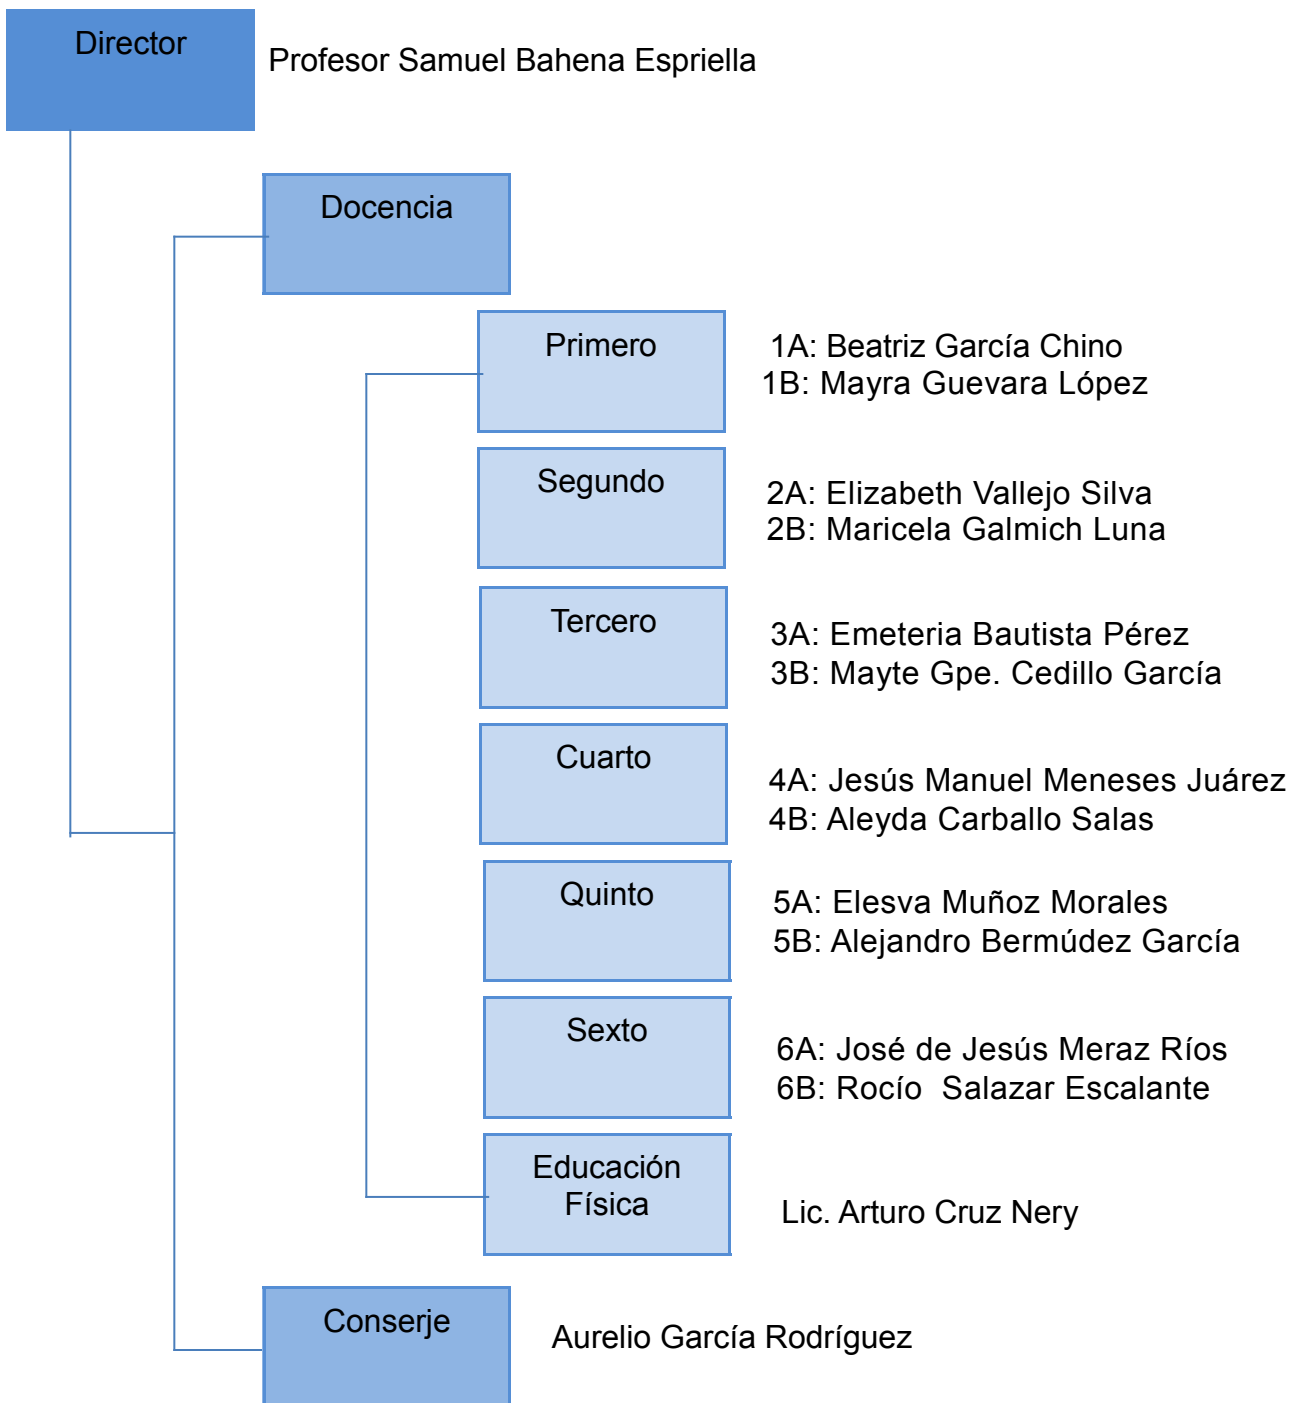 Director
Profesor Samuel Bahena Espriella
Docencia
Primero
1A: Beatriz García Chino
1B: Mayra Guevara López
Segundo
2A: Elizabeth Vallejo Silva
2B: Maricela Galmich Luna
Tercero
3A: Emeteria Bautista Pérez
3B: Mayte Gpe. Cedillo García
Cuarto
4A: Jesús Manuel Meneses Juárez
4B: Aleyda Carballo Salas
Quinto
5A: Elesva Muñoz Morales
5B: Alejandro Bermúdez García
Sexto
6A: José de Jesús Meraz Ríos
6B: Rocío  Salazar Escalante
Educación
Física
Lic. Arturo Cruz Nery
Conserje
Aurelio García Rodríguez